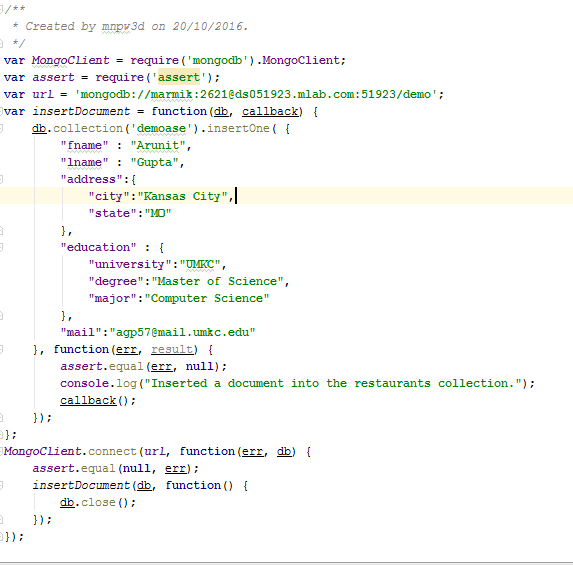 /**
 * Created by mnpv3d on 20/10/2016.
 */
var MongoClient = require('mongodb').MongoClient;
var assert = require('assert');
var url = 'mongodb://marmik:2621@ds051923.mlab.com:51923/demo';
var insertDocument = function(db, callback) {
    db.collection('demoase').insertOne( {
        "fname" : "Arunit",
        "lname" : "Gupta",
        "address":{
            "city":"Kansas City",
            "state":"MO"
        },
        "education" : {
            "university":"UMKC",
            "degree":"Master of Science",
            "major":"Computer Science"
        },
        "mail":"agp57@mail.umkc.edu"
    }, function(err, result) {
        assert.equal(err, null);
        console.log("Inserted a document into the restaurants collection.");
        callback();
    });
};
MongoClient.connect(url, function(err, db) {
    assert.equal(null, err);
    insertDocument(db, function() {
        db.close();
    });
});